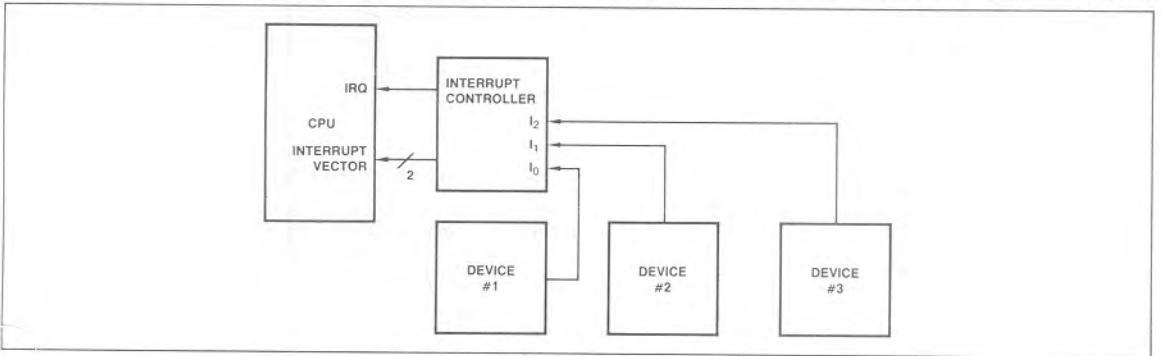 IRQ
CPU
INTERRUPT
VECTOR
2
INTERRUPT
CONTROLLER
I₂
I₁
I₀
DEVICE
#1
DEVICE
#2
DEVICE
#3